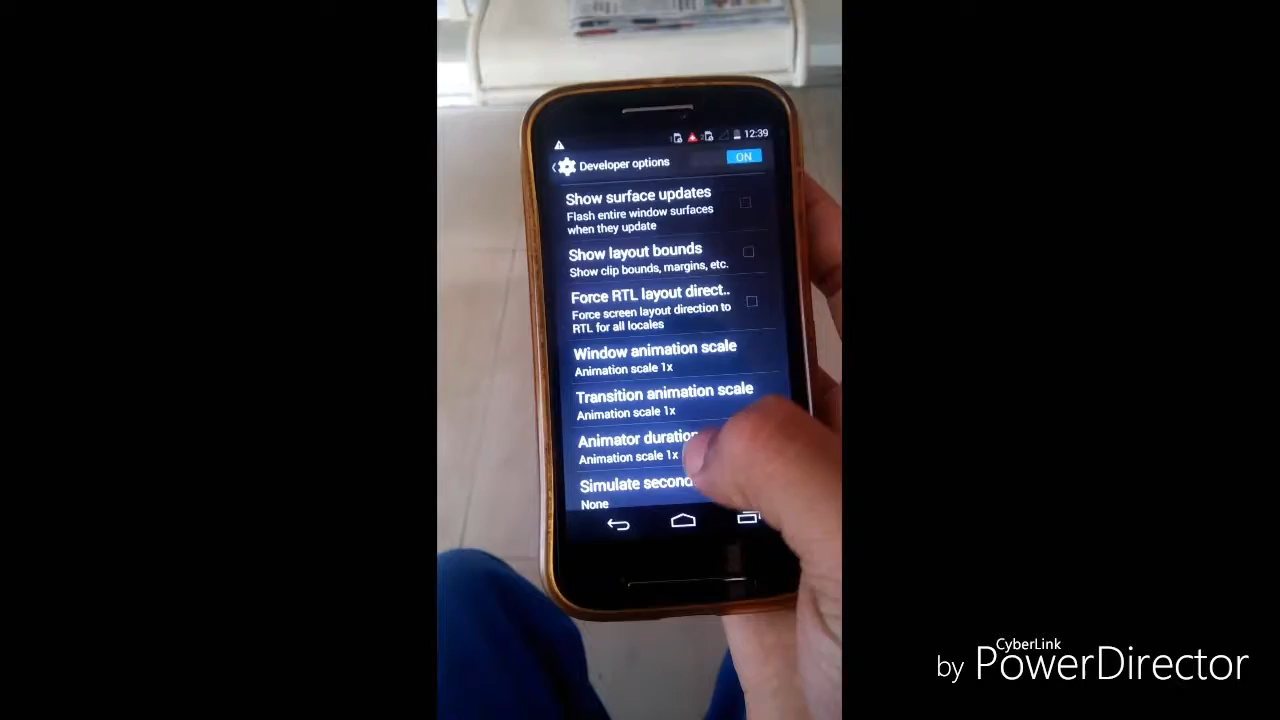 12:39
Developer options
ON
Show surface updates
Flash entire window surfaces
when they update
Show layout bounds
Show clip bounds, margins, etc.
Force RTL layout direct..
Force screen layout direction to
RTL for all locales
Window animation scale
Animation scale 1x
Transition animation scale
Animation scale 1x
Animator duration
Animation scale 1x
Simulate second
None
by CyberLink PowerDirector